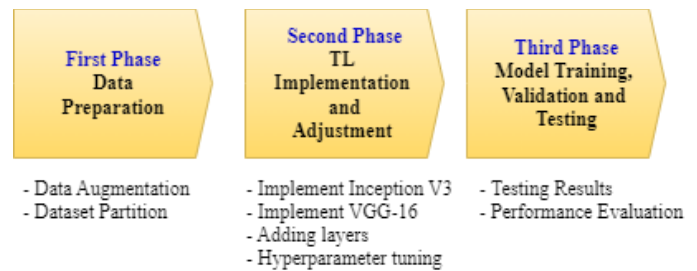 First Phase
Data
Preparation
- Data Augmentation
- Dataset Partition
Second Phase
TL
Implementation
and
Adjustment
- Implement Inception V3
- Implement VGG-16
- Adding layers
- Hyperparameter tuning
Third Phase
Model Training,
Validation and
Testing
- Testing Results
- Performance Evaluation